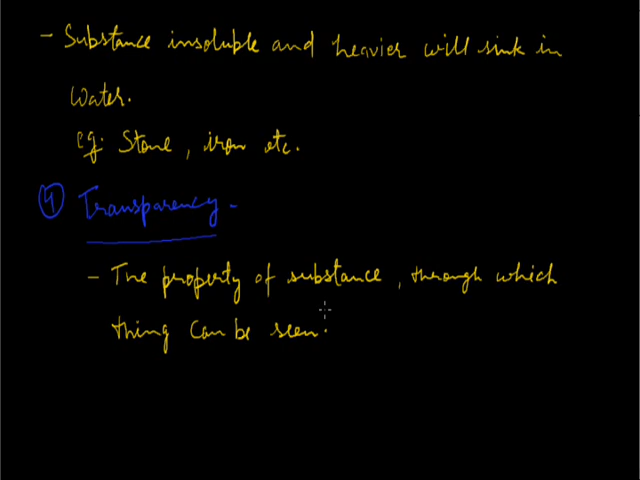 - Substance insoluble and heavier will sink in
Water.
eg: Stone, iron etc.
④ Transparency -
- The property of substance, through which
thing can be seen.